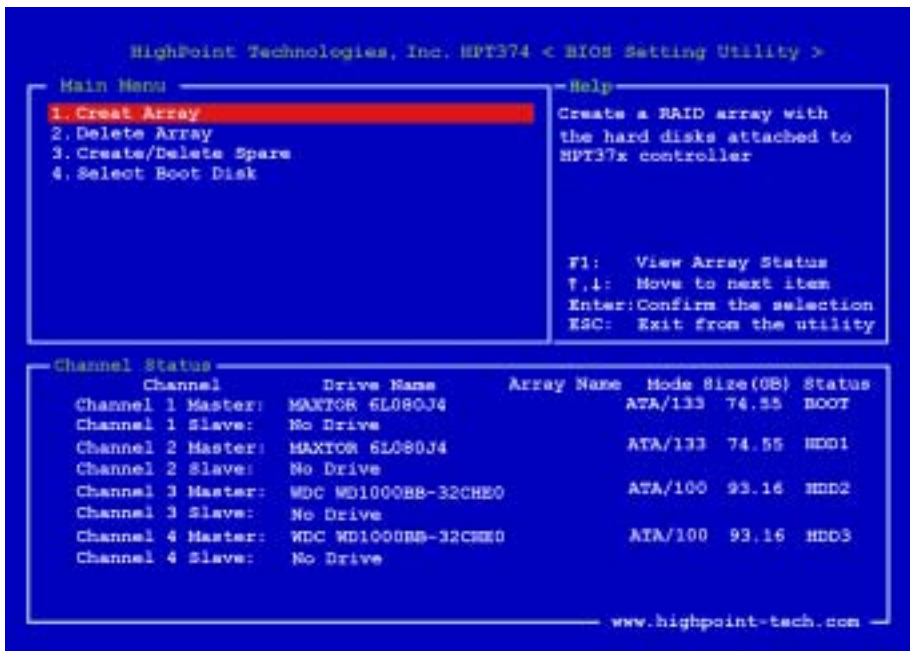 HighPoint Technologies, Inc. HPT374 < BIOS Setting Utility >
Main Menu
1. Creat Array
2. Delete Array
3. Create/Delete Spare
4. Select Boot Disk
Help
Create a RAID array with
the hard disks attached to
HPT37x controller
F1: View Array Status
↑,↓: Move to next item
Enter:Confirm the selection
ESC: Exit from the utility
Channel Status
Channel Drive Name Array Name Mode Size(GB) Status
Channel 1 Master: MAXTOR 6L080J4 ATA/133 74.55 BOOT
Channel 1 Slave: No Drive
Channel 2 Master: MAXTOR 6L080J4 ATA/133 74.55 HDD1
Channel 2 Slave: No Drive
Channel 3 Master: WDC WD1000BB-32CHE0 ATA/100 93.16 HDD2
Channel 3 Slave: No Drive
Channel 4 Master: WDC WD1000BB-32CHE0 ATA/100 93.16 HDD3
Channel 4 Slave: No Drive
www.highpoint-tech.com